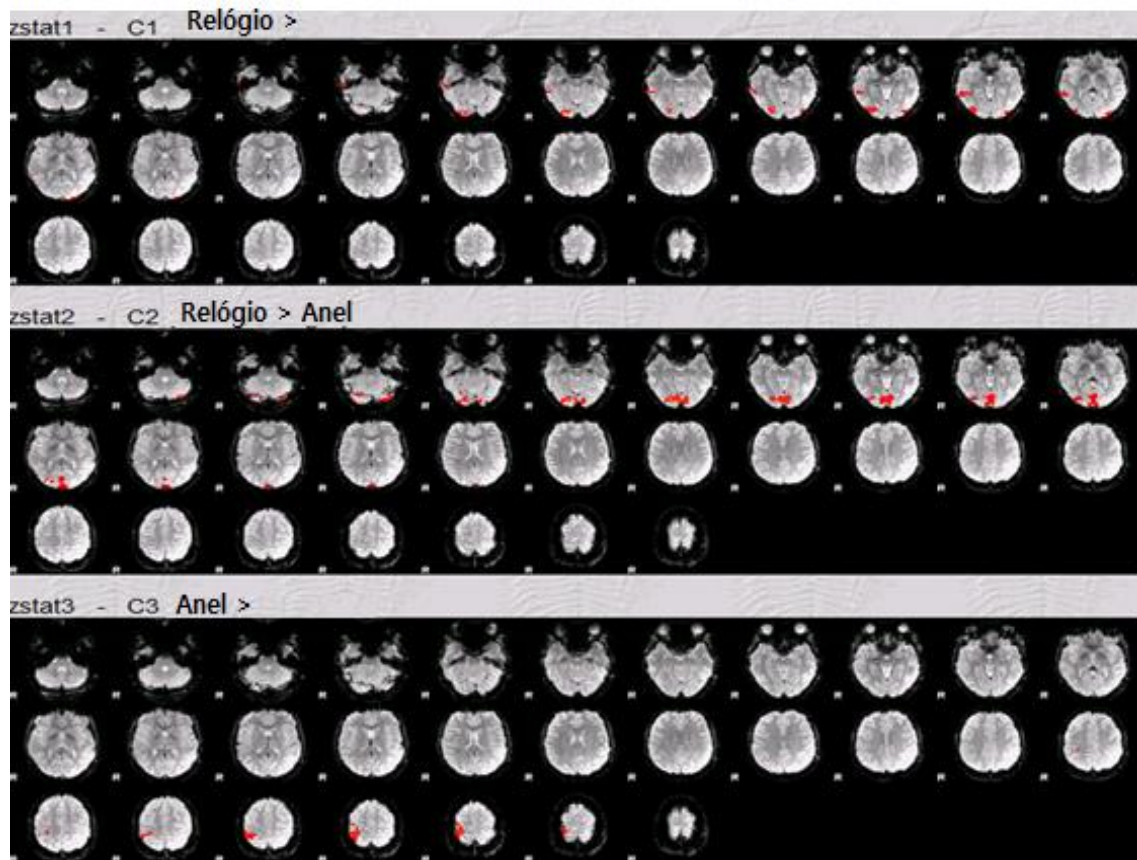 zstat1 - C1 Relógio >
zstat2 - C2 Relógio > Anel
zstat3 - C3 Anel >